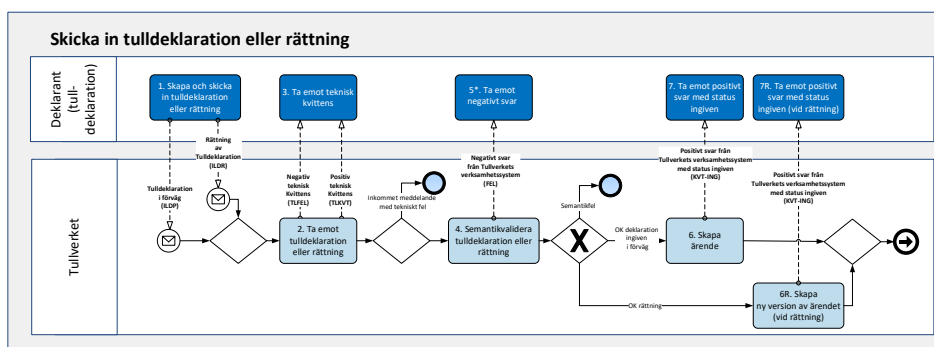 Skicka in tulldeklaration eller rättning
Deklarant
(tull-
deklaration)
1. Skapa och skicka
in tulldeklaration
eller rättning
3. Ta emot teknisk
kvittens
5*. Ta emot
negativt svar
7. Ta emot positivt
svar med status
ingiven
7R. Ta emot positivt
svar med status
ingiven (vid rättning)
Tullverket
Tulldeklaration
i förväg
(ILDP)
Rättning
av
Tulldeklaration
(ILDR)
Negativ
teknisk
Kvittens
(TLFEL)
Positiv
teknisk
Kvittens
(TLKVT)
Inkommet meddelande
med tekniskt fel
Negativt svar
från Tullverkets
verksamhetssystem
(FEL)
Semantikfel
Positivt svar från
Tullverkets verksamhetssystem
med status ingiven
(KVT-ING)
Positivt svar från
Tullverkets verksamhetssystem
med status ingiven
(KVT-ING)
2. Ta emot
tulldeklaration
eller rättning
4. Semantikvalidera
tulldeklaration eller
rättning
X
OK deklaration
ingiven
i förväg
6. Skapa
ärende
OK rättning
6R. Skapa
ny version av ärendet
(vid rättning)